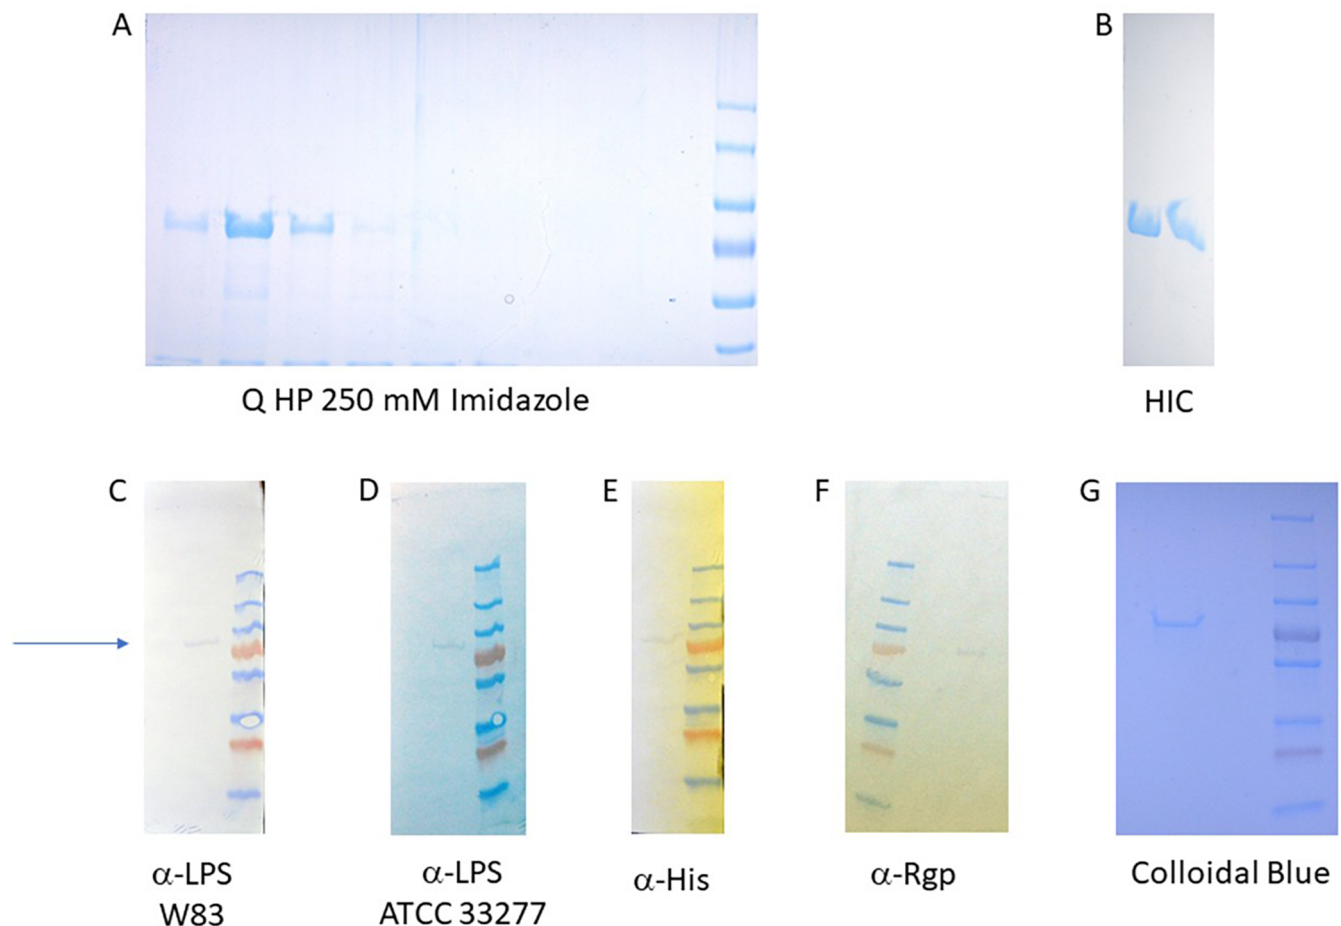 A
B
Q HP 250 mM Imidazole
HIC
C
D
E
F
G
α-LPS
W83
α-LPS
ATCC 33277
α-His
α-Rgp
Colloidal Blue